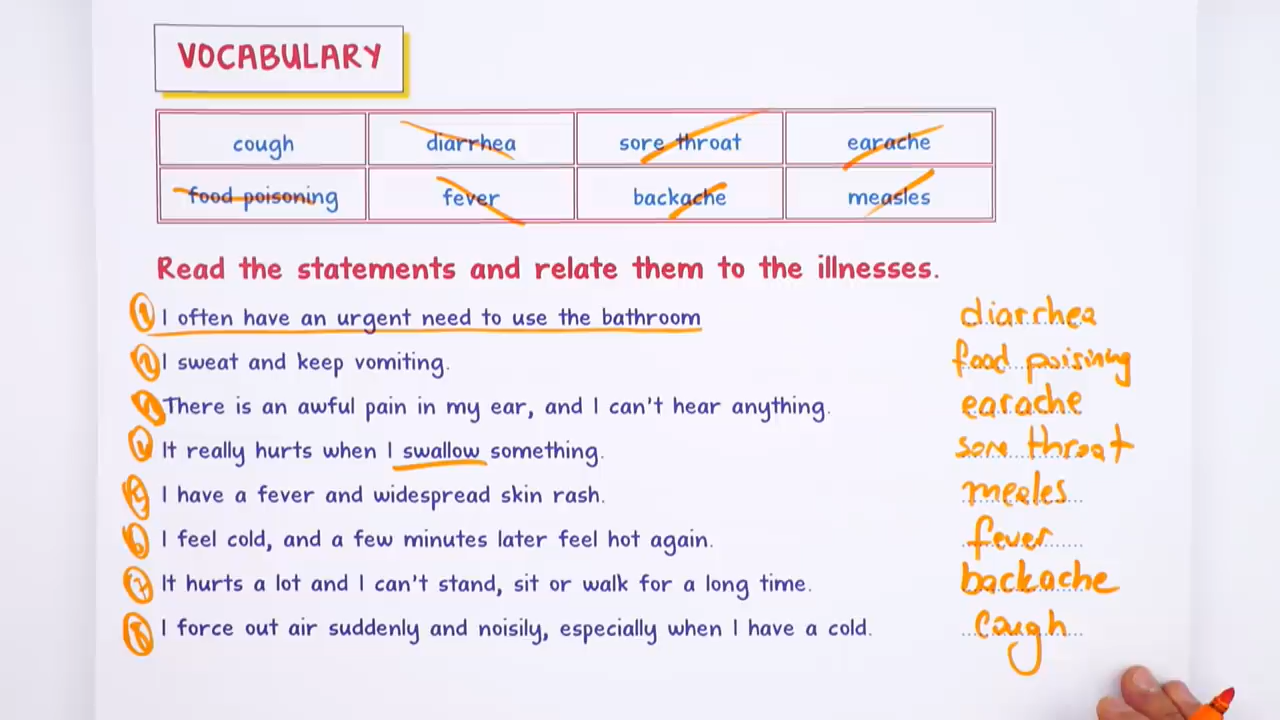 VOCABULARY
cough diarrhea sore throat earache
food poisoning fever backache measles
Read the statements and relate them to the illnesses.
1 I often have an urgent need to use the bathroom diarrhea
2 I sweat and keep vomiting. food poisining
3 There is an awful pain in my ear, and I can't hear anything. earache
4 It really hurts when I swallow something. sore throat
5 I have a fever and widespread skin rash. meales
6 I feel cold, and a few minutes later feel hot again. fever
7 It hurts a lot and I can't stand, sit or walk for a long time. backache
8 I force out air suddenly and noisily, especially when I have a cold. cough